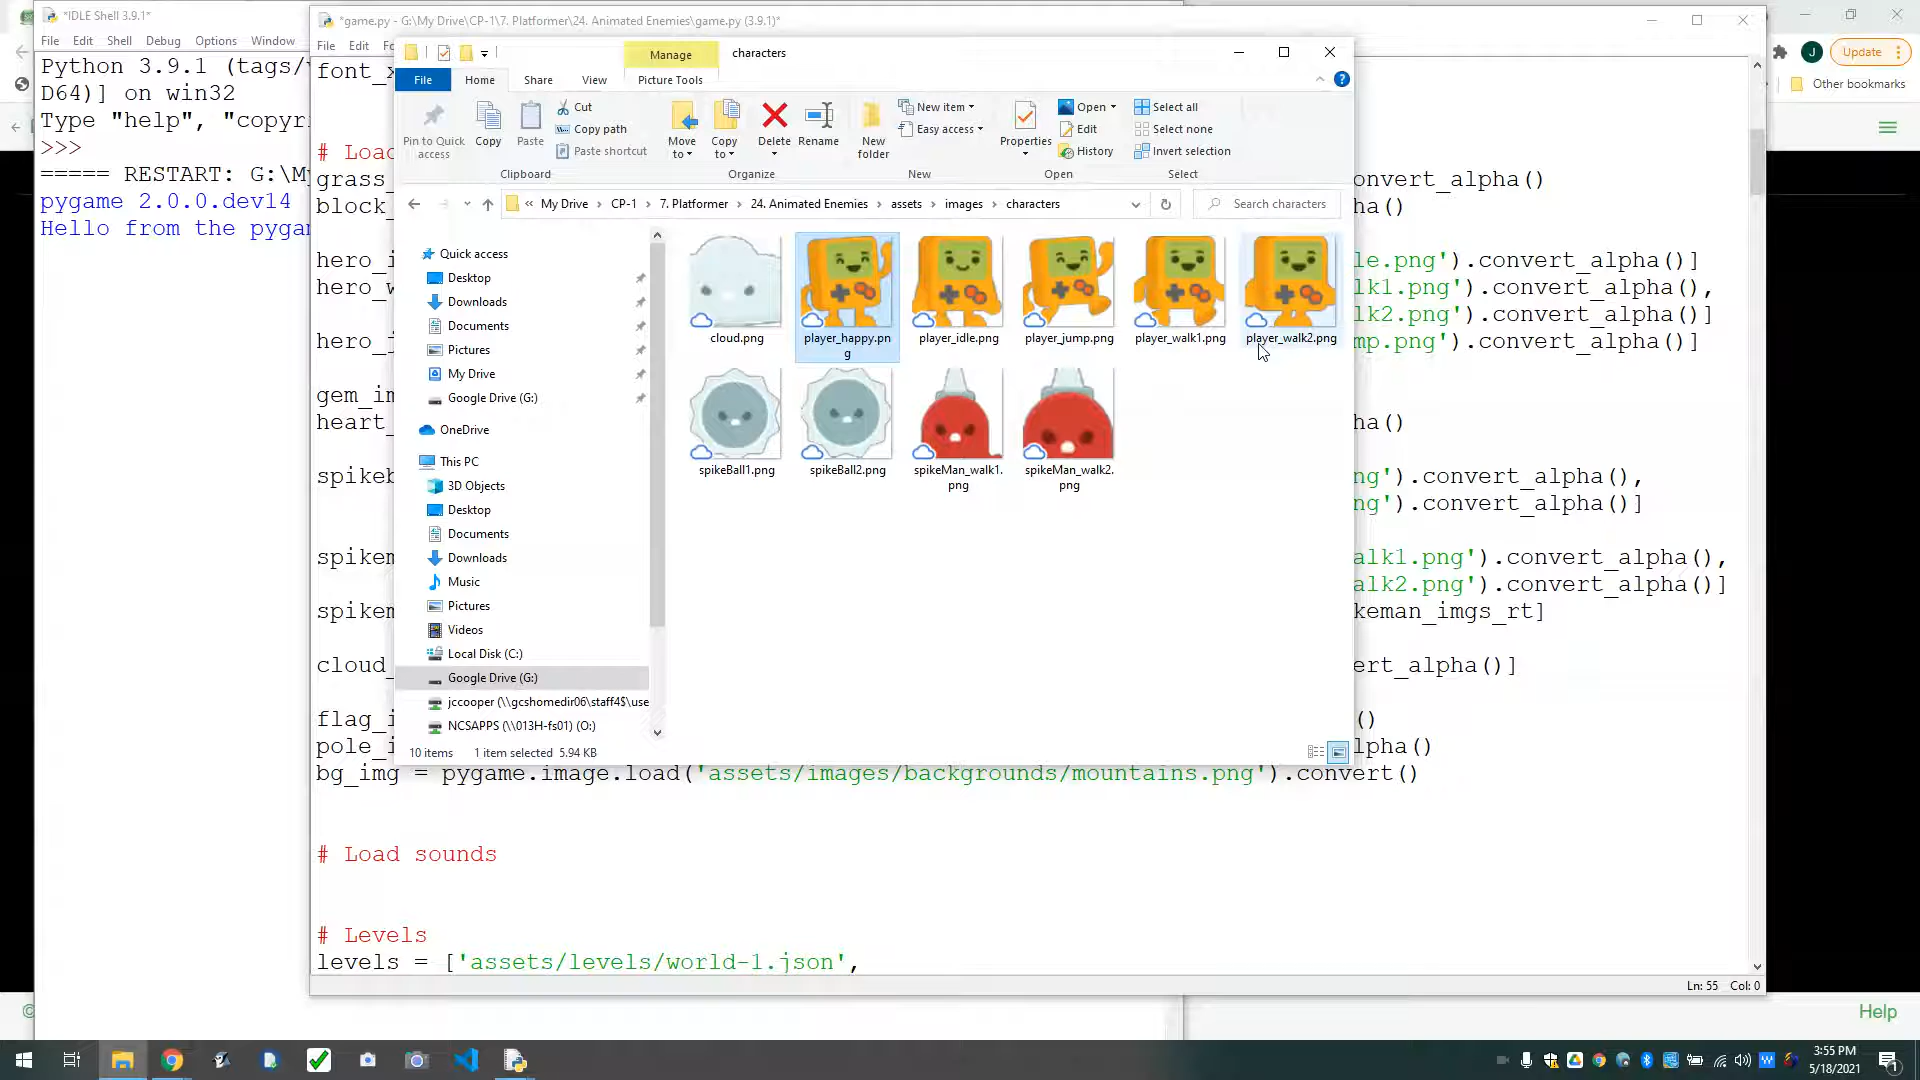 *IDLE Shell 3.9.1*
File Edit Shell Debug Options Window
Python 3.9.1 (tags/
D64)] on win32
Type "help", "copyr
>>>
===== RESTART: G:\M
pygame 2.0.0.dev14
Hello from the pygam
*game.py - G:\My Drive\CP-1\7. Platformer\24. Animated Enemies\game.py (3.9.1)*
File Edit
Manage
characters
File Home Share View Picture Tools
Pin to Quick access
Copy
Paste
Cut
Copy path
Paste shortcut
Move to
Copy to
Delete
Rename
New folder
New item
Easy access
Properties
Open
Edit
History
Select all
Select none
Invert selection
Clipboard Organize New Open Select
« My Drive > CP-1 > 7. Platformer > 24. Animated Enemies > assets > images > characters
Search characters
Quick access
Desktop
Downloads
Documents
Pictures
My Drive
Google Drive (G:)
OneDrive
This PC
3D Objects
Desktop
Documents
Downloads
Music
Pictures
Videos
Local Disk (C:)
Google Drive (G:)
jccooper (\\gcshomedir06\staff4$\use
NCSAPPS (\\013H-fs01) (O:)
cloud.png
player_happy.png
player_idle.png
player_jump.png
player_walk1.png
player_walk2.png
spikeBall1.png
spikeBall2.png
spikeMan_walk1.png
spikeMan_walk2.png
10 items 1 item selected 5.94 KB
font_
# Load
grass_
onvert_alpha()
block_
ha()
hero_i
le.png').convert_alpha()]
hero_w
lk1.png').convert_alpha(),
lk2.png').convert_alpha()]
hero_j
mp.png').convert_alpha()]
gem_im
heart_
ha()
spikeb
ng').convert_alpha(),
ng').convert_alpha()]
spikem
alk1.png').convert_alpha(),
alk2.png').convert_alpha()]
spikem
keman_imgs_rt]
cloud_
ert_alpha()]
flag_i
()
pole_i
lpha()
bg_img = pygame.image.load('assets/images/backgrounds/mountains.png').convert()
# Load sounds
# Levels
levels = ['assets/levels/world-1.json',
Ln: 55 Col: 0
J
Update
Other bookmarks
Help
3:55 PM
5/18/2021
1